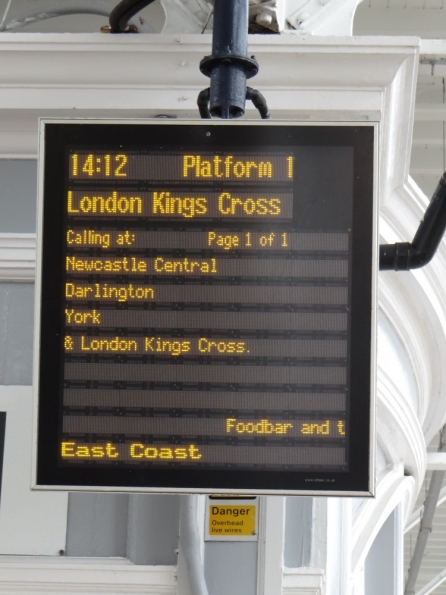 14:12 Platform 1
London Kings Cross
Calling at: Page 1 of 1
Newcastle Central
Darlington
York
& London Kings Cross.
Foodbar and t
East Coast
Danger
Overhead
live wires